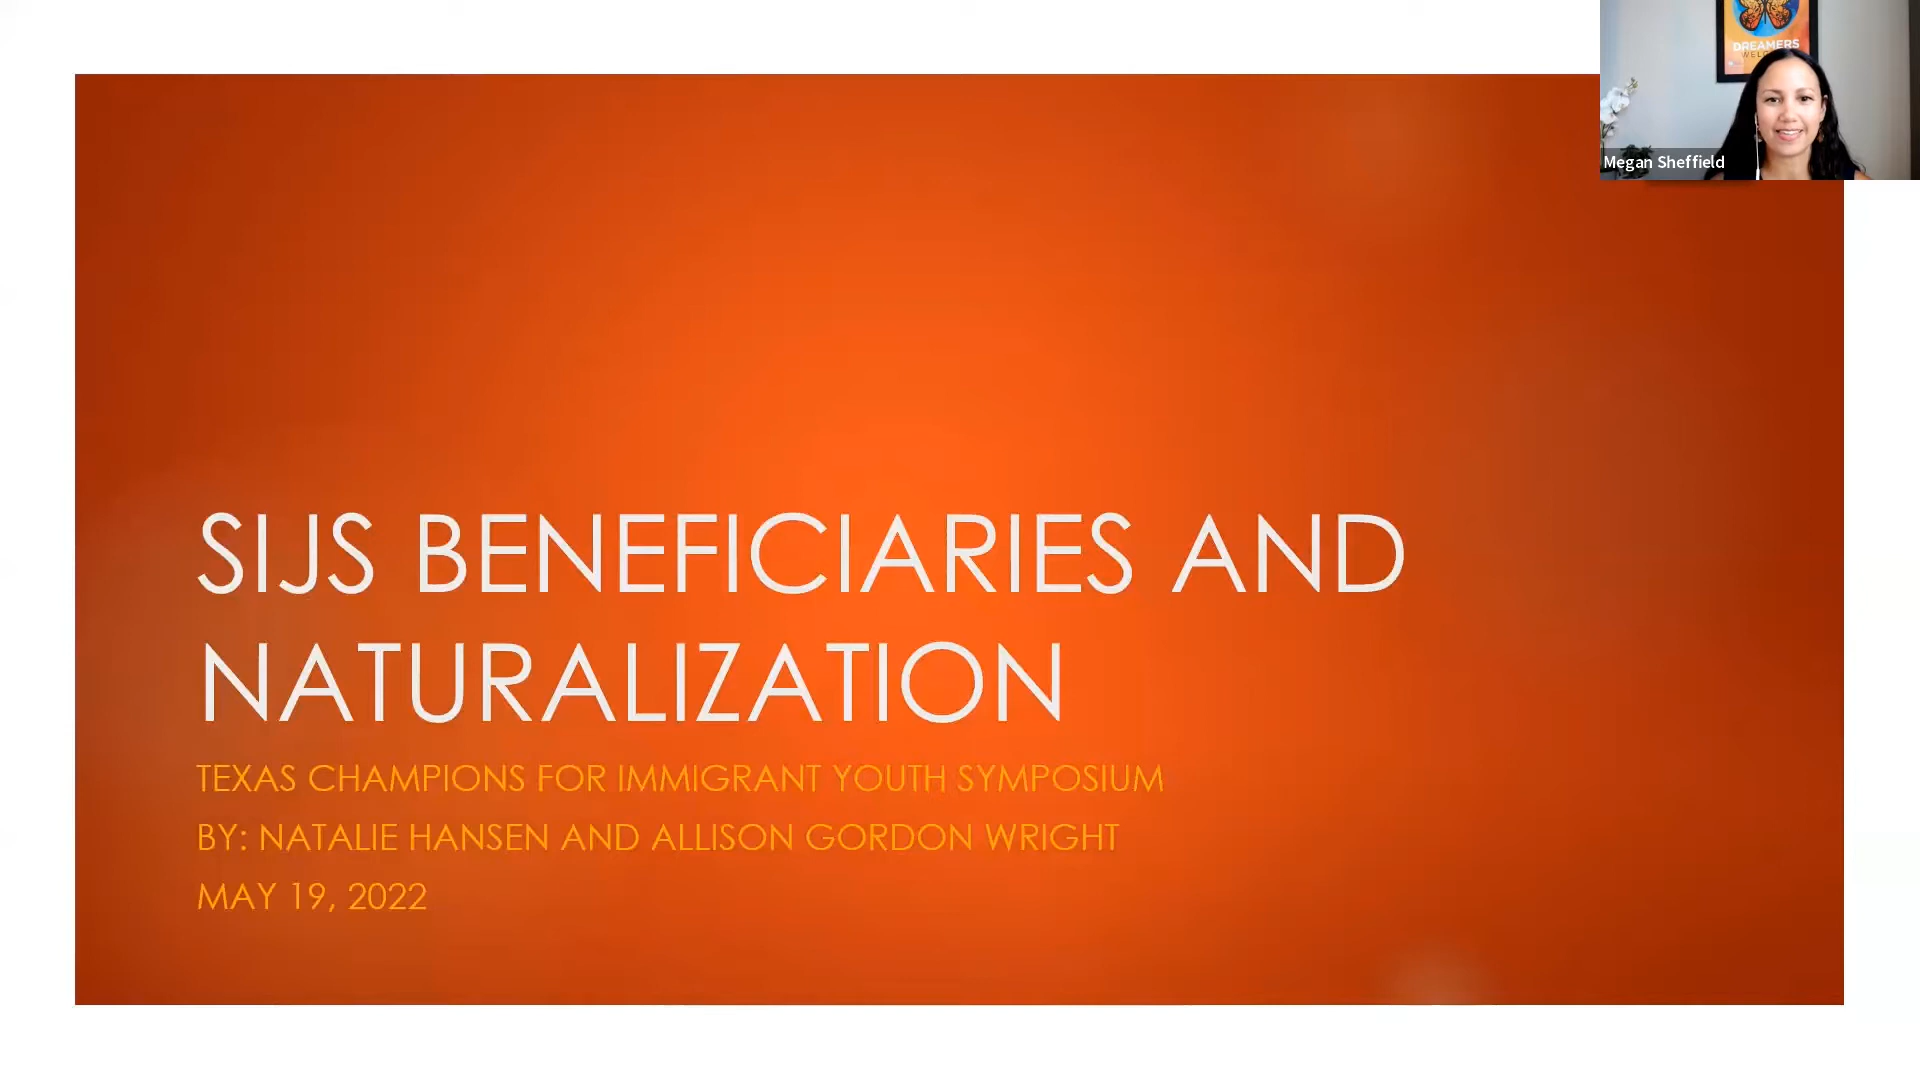 DREAMERS
Megan Sheffield
SIJS BENEFICIARIES AND
NATURALIZATION
TEXAS CHAMPIONS FOR IMMIGRANT YOUTH SYMPOSIUM
BY: NATALIE HANSEN AND ALLISON GORDON WRIGHT
MAY 19, 2022